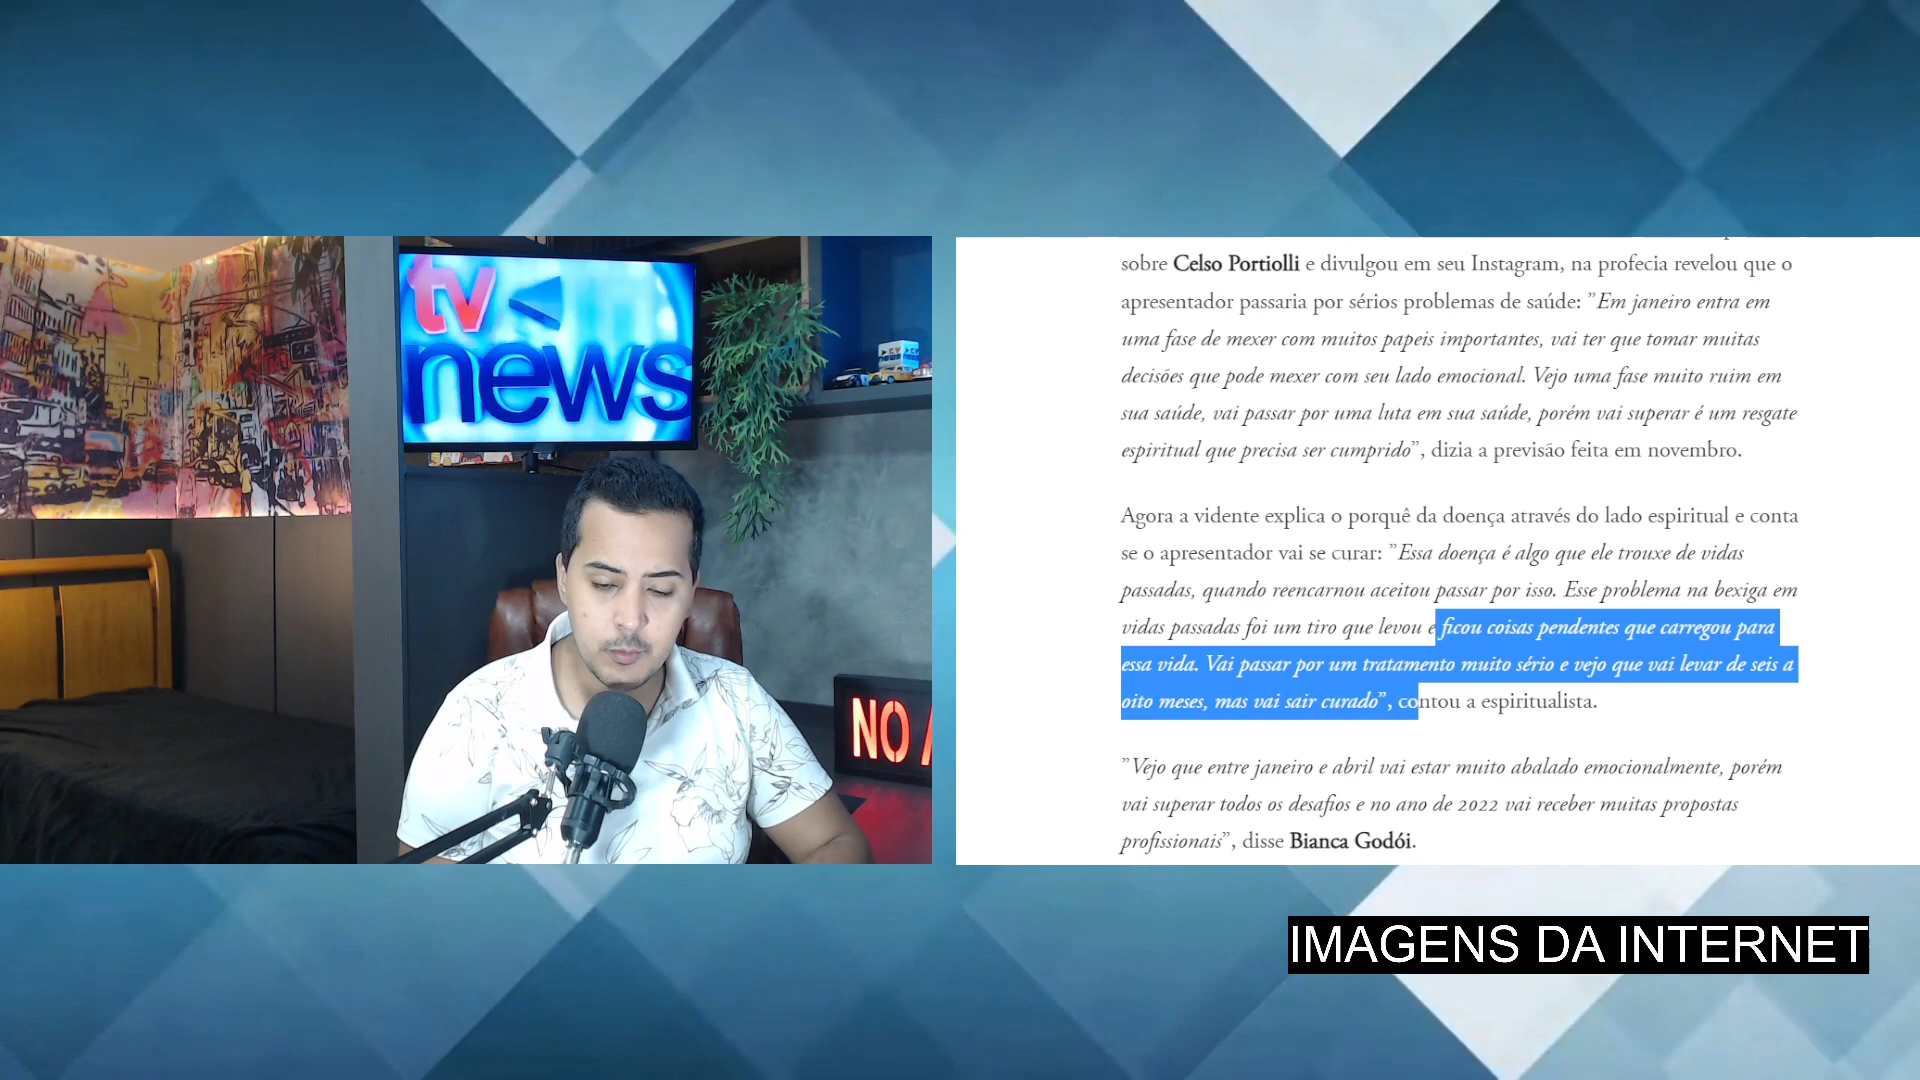 tv
news
NO
sobre Celso Portiolli e divulgou em seu Instagram, na profecia revelou que o
apresentador passaria por sérios problemas de saúde: ”Em janeiro entra em
uma fase de mexer com muitos papeis importantes, vai ter que tomar muitas
decisões que pode mexer com seu lado emocional. Vejo uma fase muito ruim em
sua saúde, vai passar por uma luta em sua saúde, porém vai superar é um resgate
espiritual que precisa ser cumprido”, dizia a previsão feita em novembro.
Agora a vidente explica o porquê da doença através do lado espiritual e conta
se o apresentador vai se curar: ”Essa doença é algo que ele trouxe de vidas
passadas, quando reencarnou aceitou passar por isso. Esse problema na bexiga em
vidas passadas foi um tiro que levou e ficou coisas pendentes que carregou para
essa vida. Vai passar por um tratamento muito sério e vejo que vai levar de seis a
oito meses, mas vai sair curado”, contou a espiritualista.
”Vejo que entre janeiro e abril vai estar muito abalado emocionalmente, porém
vai superar todos os desafios e no ano de 2022 vai receber muitas propostas
profissionais”, disse Bianca Godói.
IMAGENS DA INTERNET